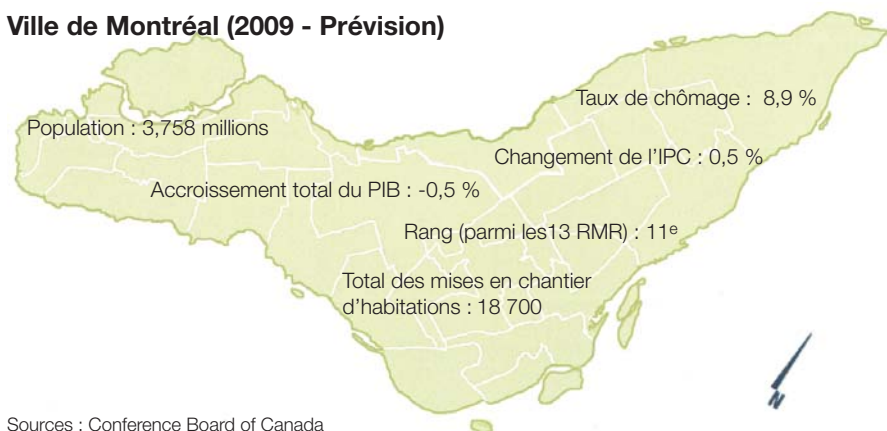 Ville de Montréal (2009 - Prévision)
Taux de chômage : 8,9 %
Population : 3,758 millions
Changement de l’IPC : 0,5 %
Accroissement total du PIB : -0,5 %
Rang (parmi les13 RMR) : 11e
Total des mises en chantier
d’habitations : 18 700
N
Sources : Conference Board of Canada